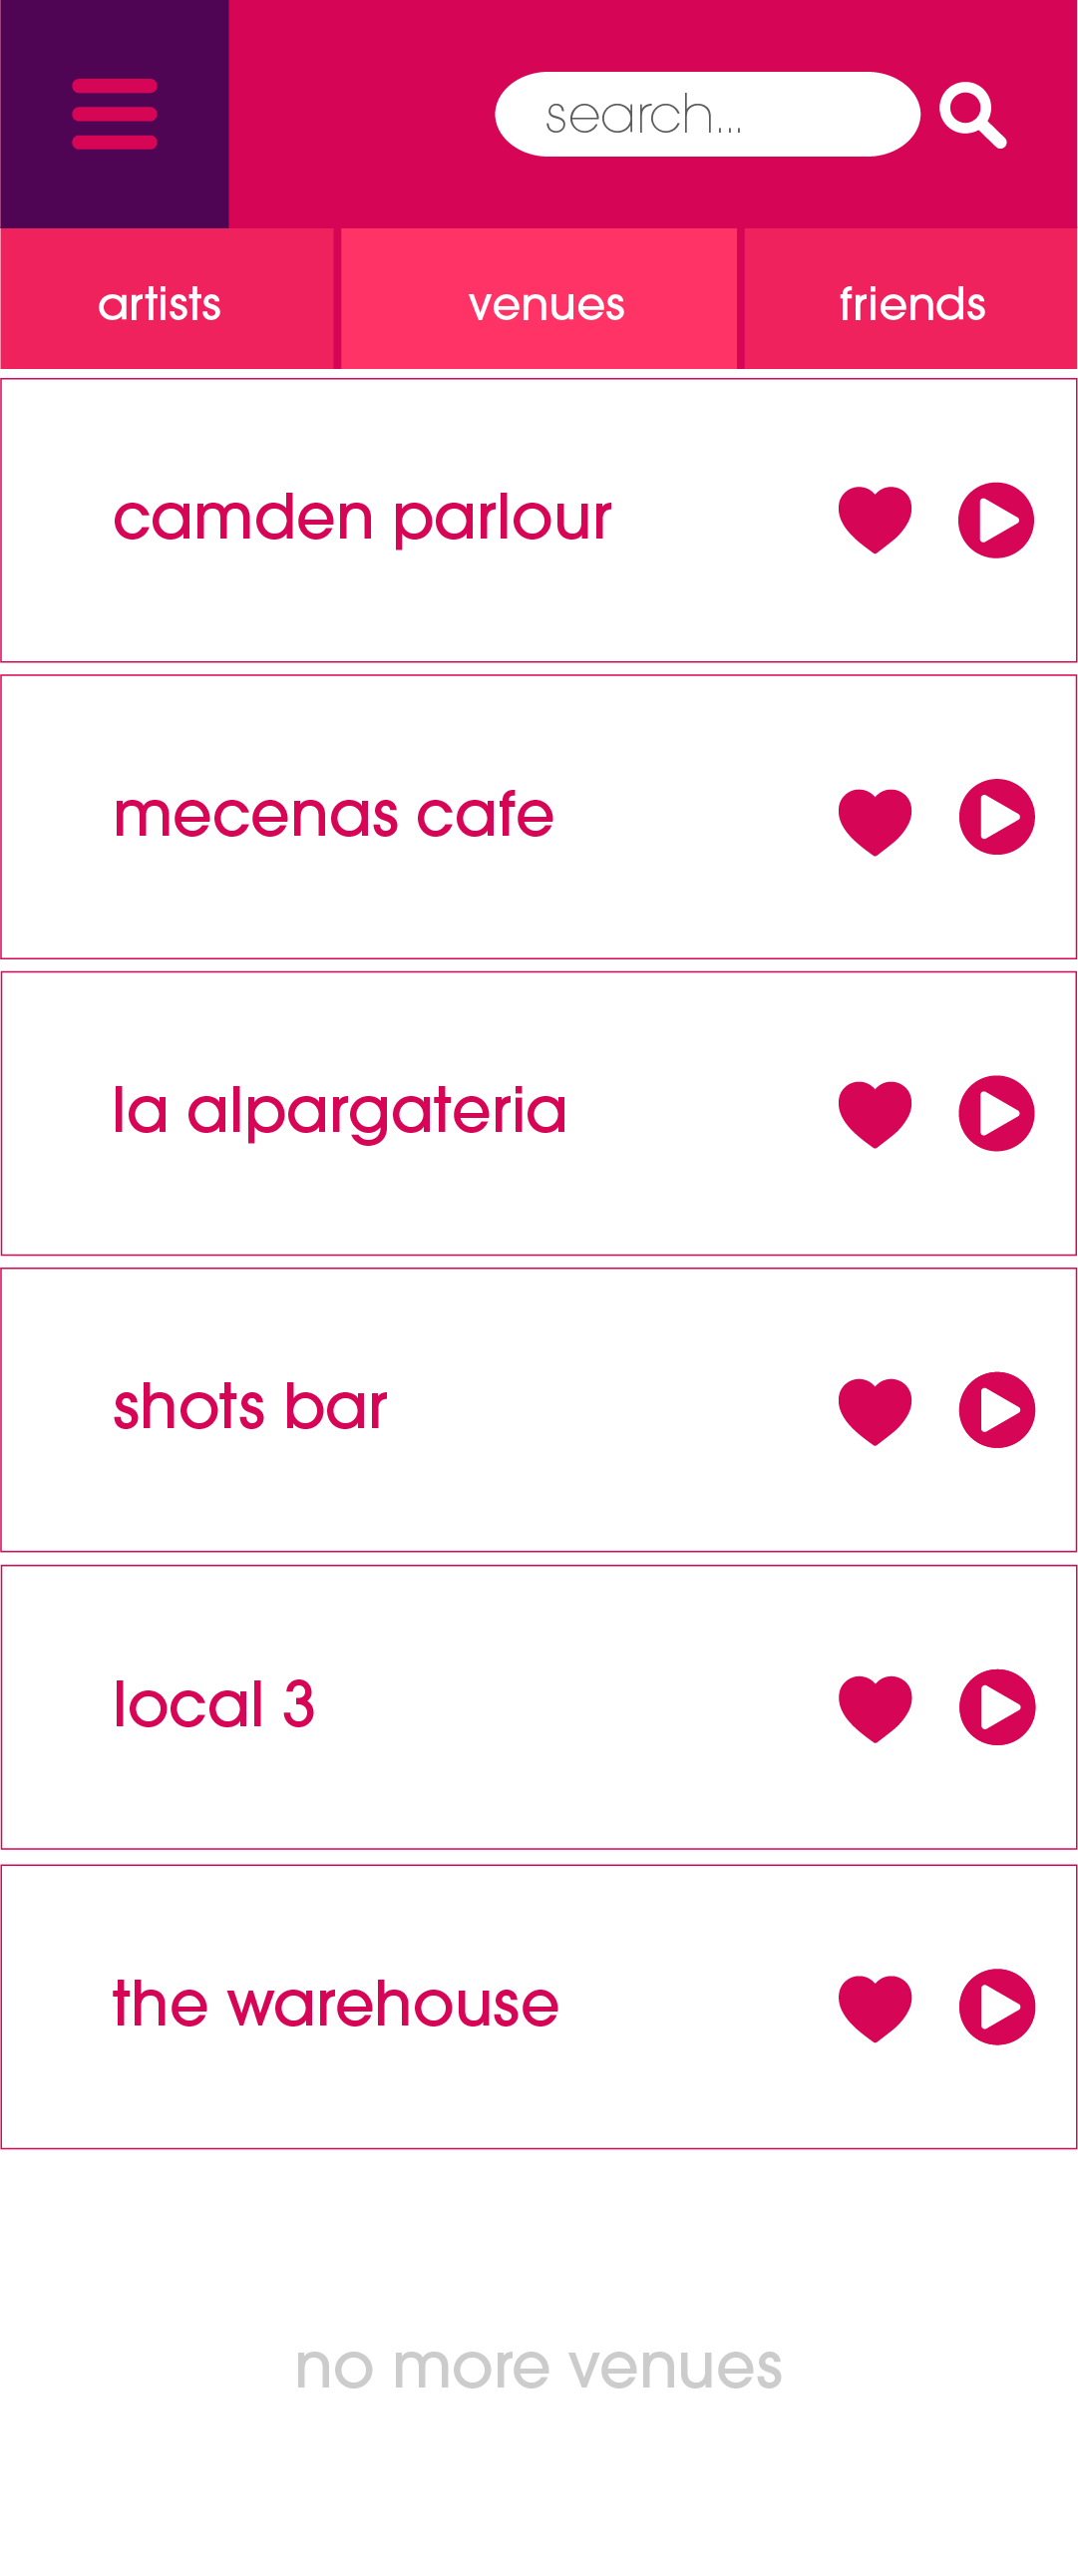 search...
artists venues friends
camden parlour
mecenas cafe
la alpargateria
shots bar
local 3
the warehouse
no more venues